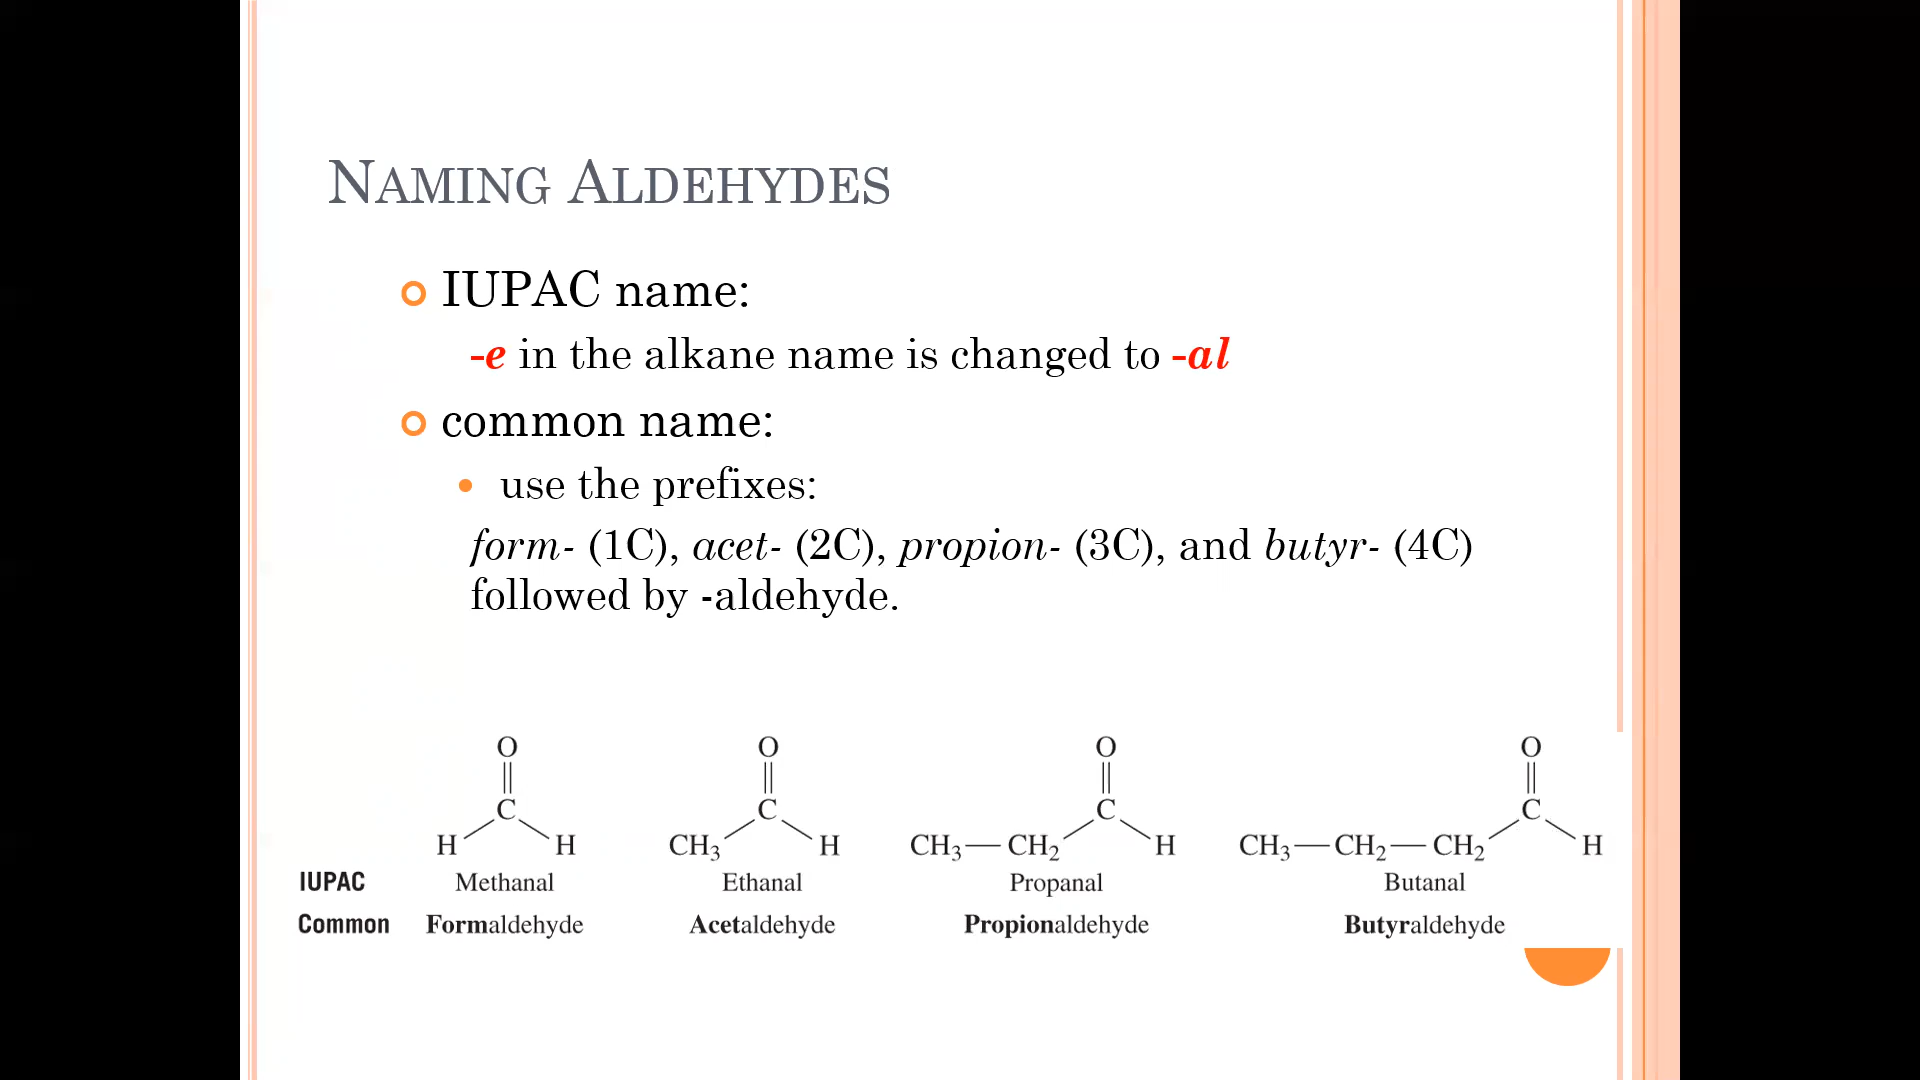 NAMING ALDEHYDES
IUPAC name:
-e in the alkane name is changed to -al
common name:
• use the prefixes:
form- (1C), acet- (2C), propion- (3C), and butyr- (4C)
followed by -aldehyde.
O O O O
C C C C
H H CH₃ H CH₃—CH₂ H CH₃—CH₂—CH₂ H
IUPAC Methanal Ethanal Propanal Butanal
Common Formaldehyde Acetaldehyde Propionaldehyde Butyraldehyde